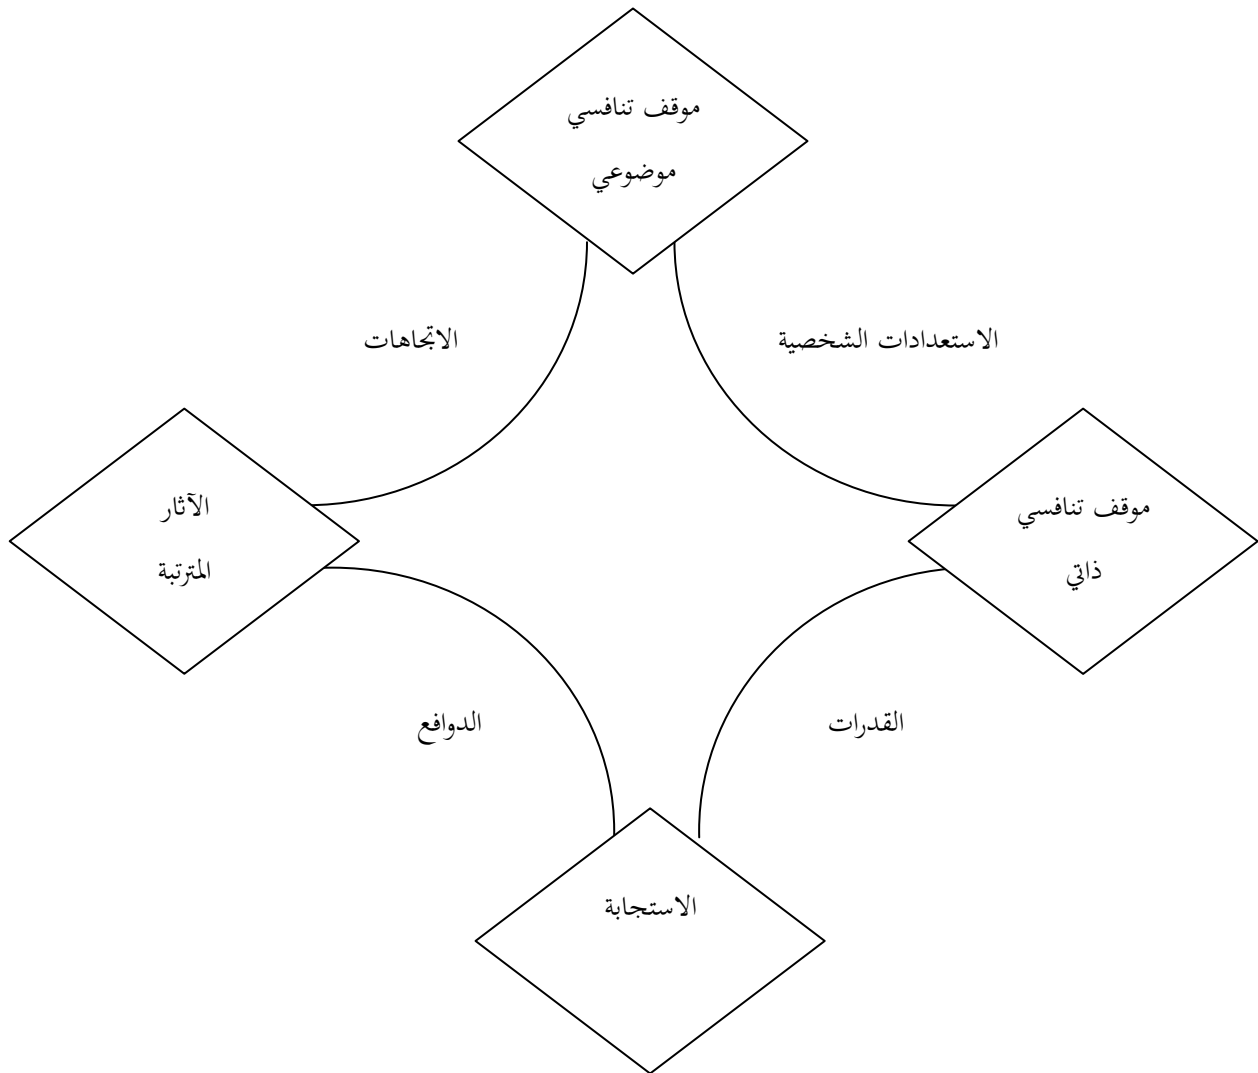 موقف تنافسي
موضوعي
الاستعدادات الشخصية
الاتجاهات
موقف تنافسي
ذاتي
الآثار
المترتبة
القدرات
الدوافع
الاستجابة